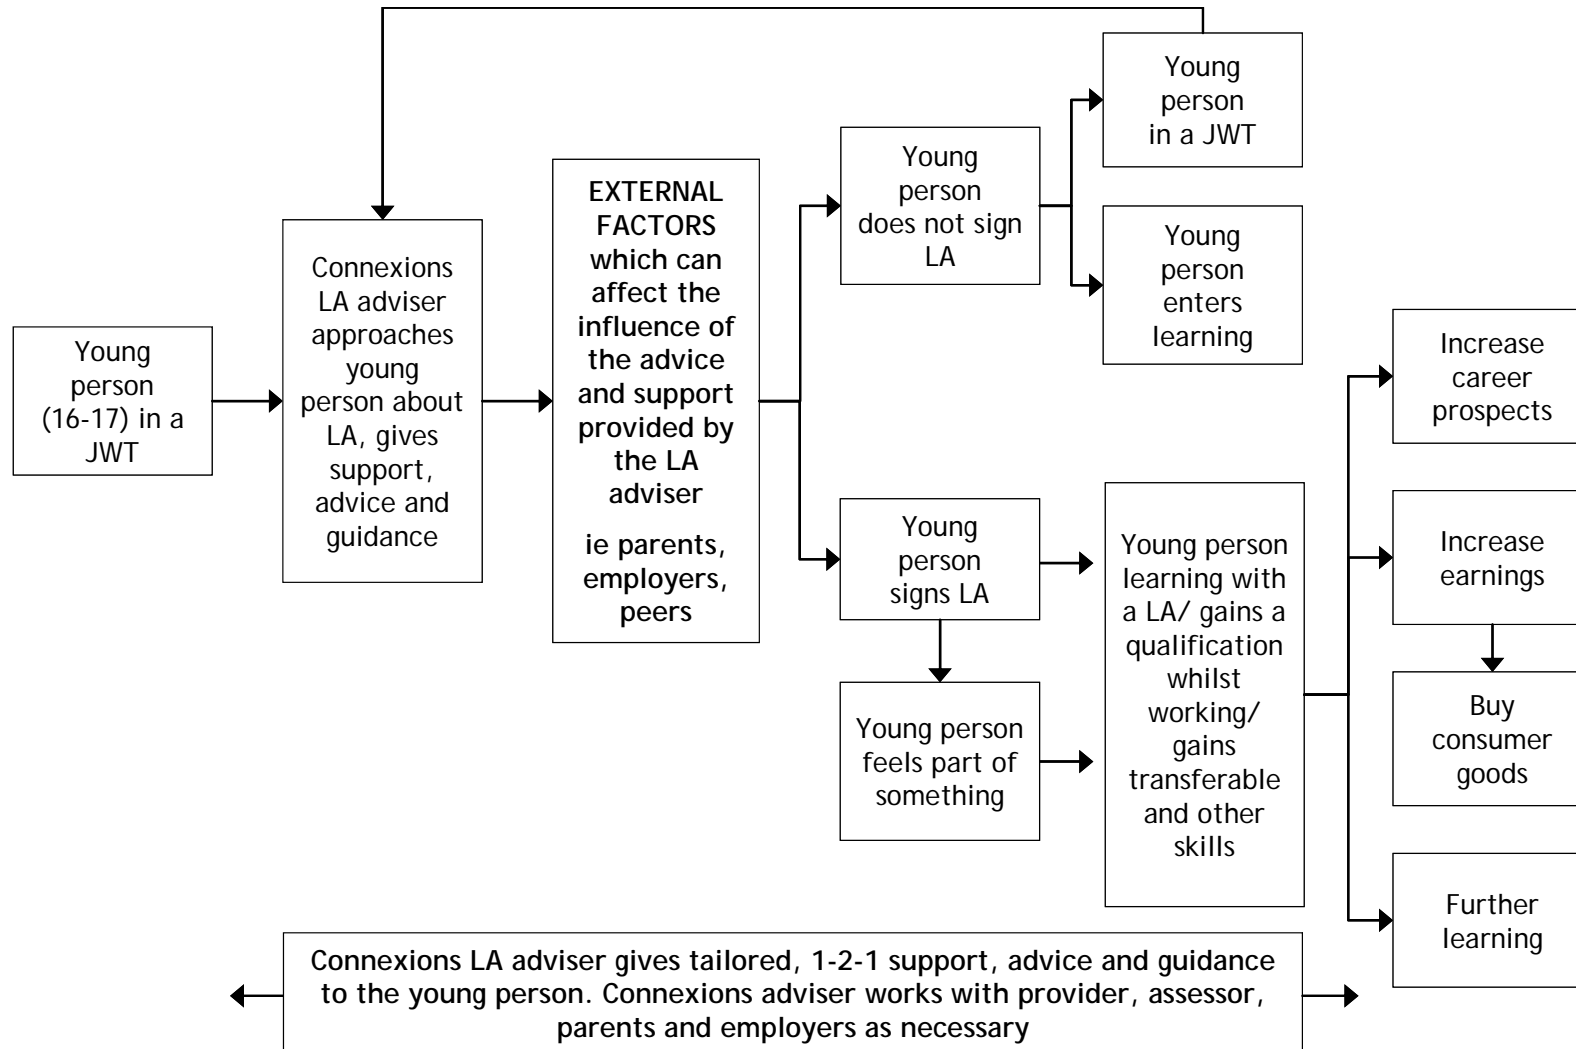 Young
person
(16-17) in a
JWT
Connexions
LA adviser
approaches
young
person about
LA, gives
support,
advice and
guidance
EXTERNAL
FACTORS
which can
affect the
influence of
the advice
and support
provided by
the LA
adviser
ie parents,
employers,
peers
Young
person
does not sign
LA
Young
person
in a JWT
Young
person
enters
learning
Young
person
signs LA
Young person
feels part of
something
Young person
learning with
a LA/ gains a
qualification
whilst
working/
gains
transferable
and other
skills
Increase
career
prospects
Increase
earnings
Buy
consumer
goods
Further
learning
Connexions LA adviser gives tailored, 1-2-1 support, advice and guidance
to the young person. Connexions adviser works with provider, assessor,
parents and employers as necessary